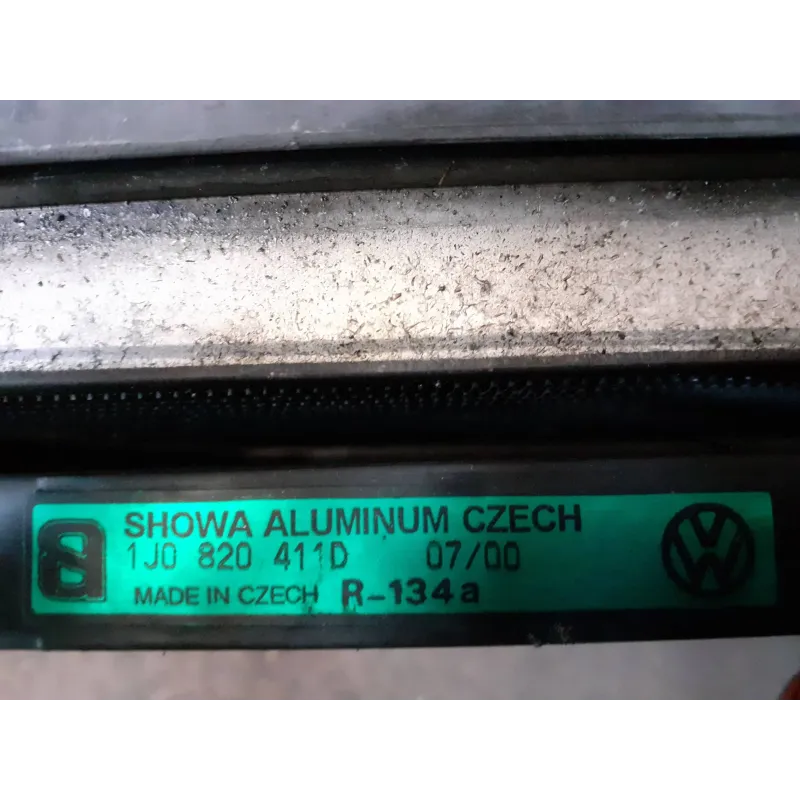 SHOWA ALUMINUM CZECH
1J0 820 411D 07/00
MADE IN CZECH R-134a